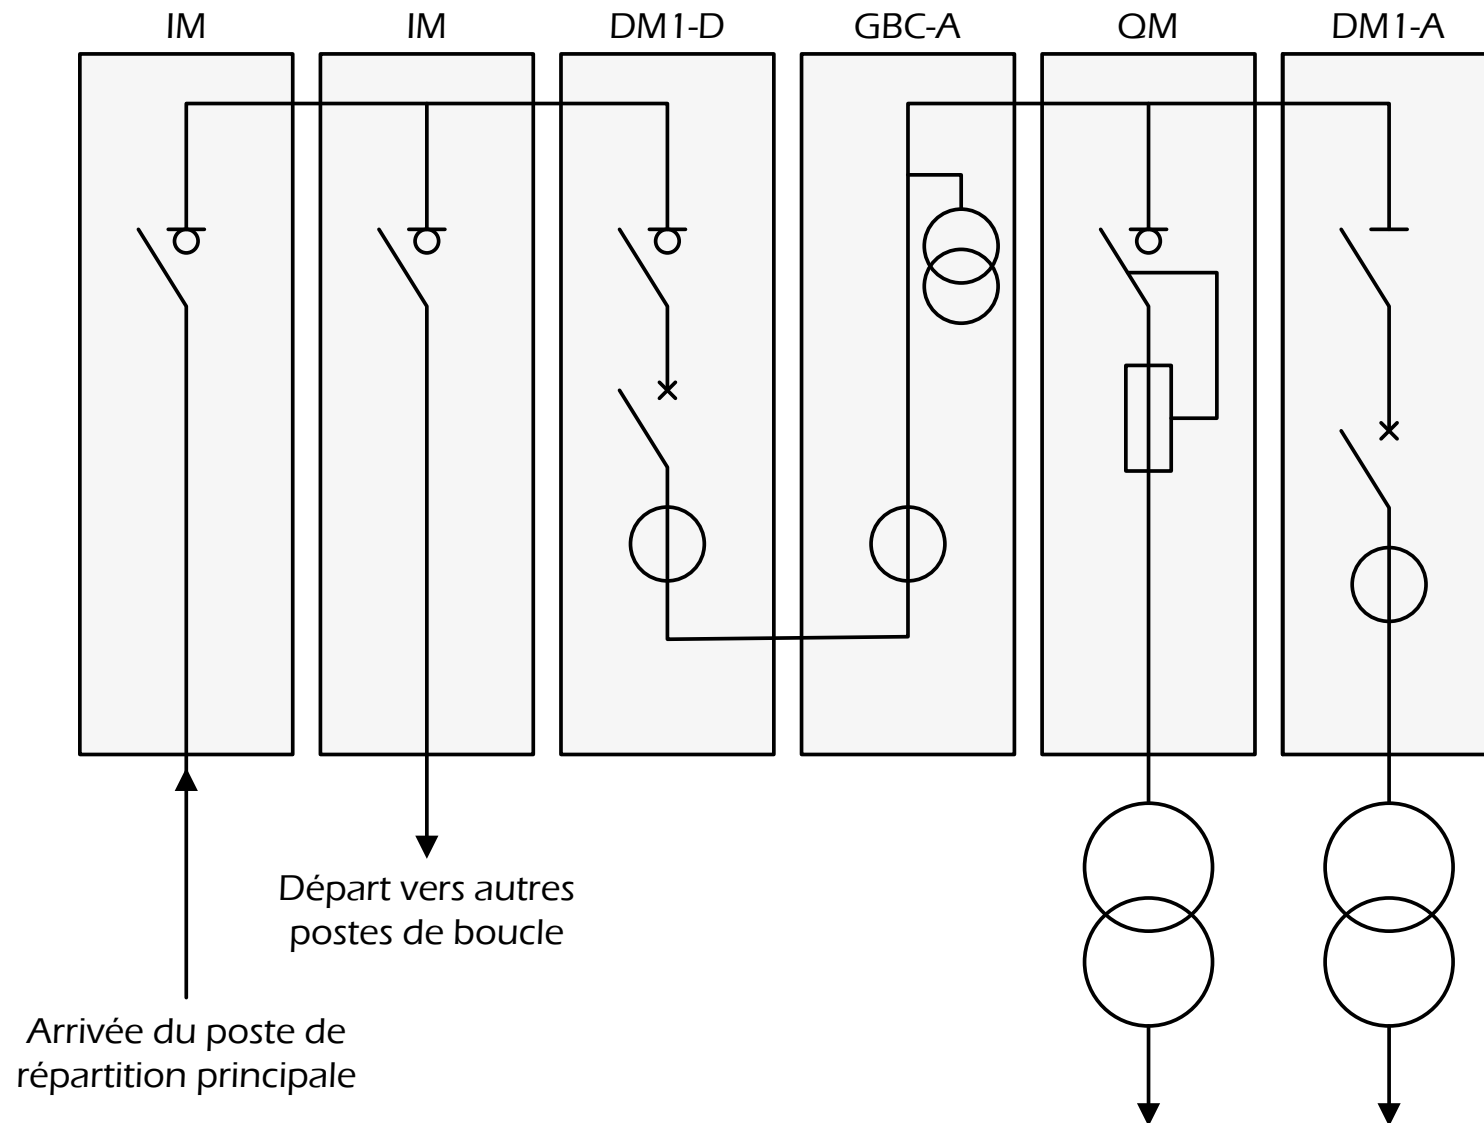 IM
IM
DM1-D
GBC-A
QM
DM1-A
Départ vers autres
postes de boucle
Arrivée du poste de
répartition principale